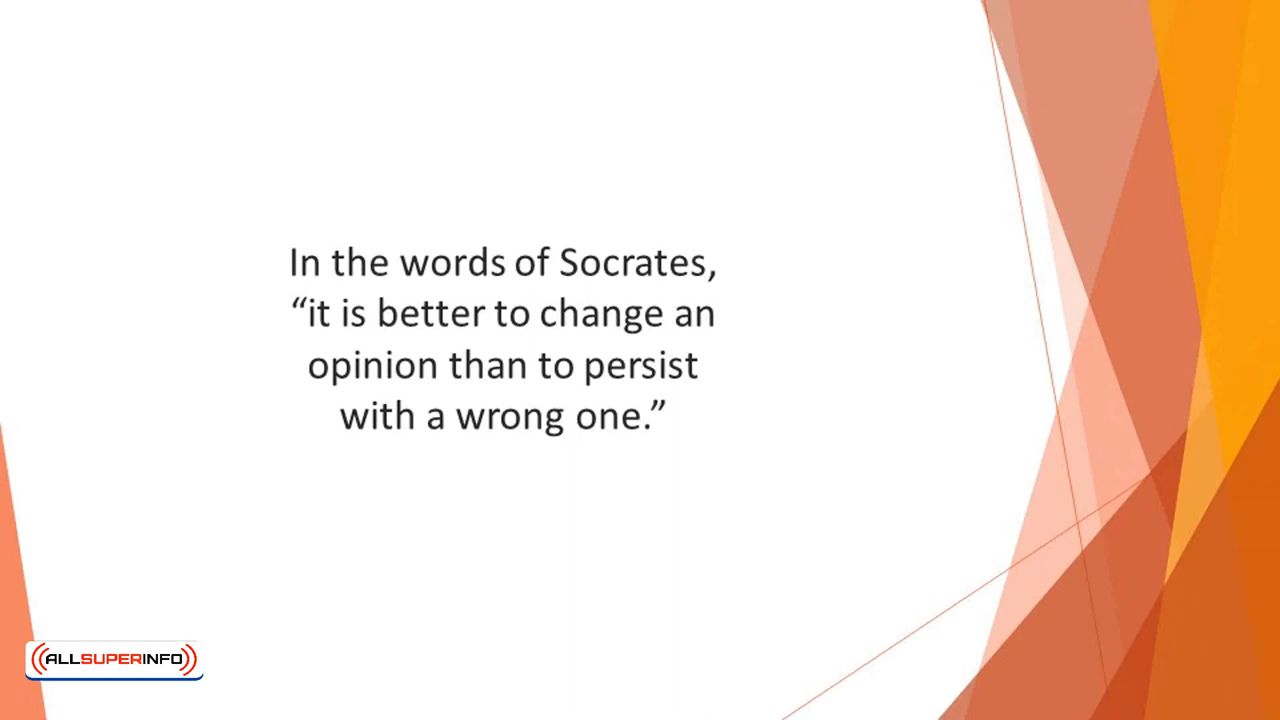 In the words of Socrates,
“it is better to change an
opinion than to persist
with a wrong one.”
ALLSUPERINFO